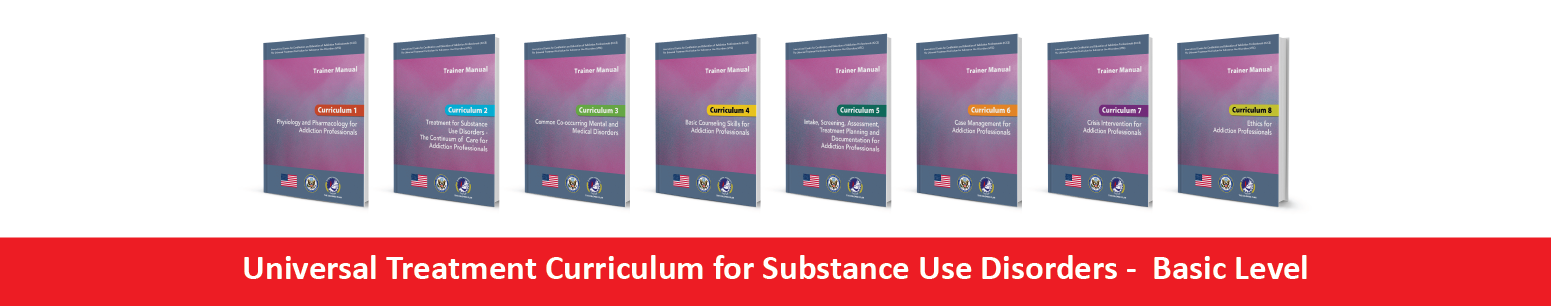 Trainer Manual
Curriculum 1
Physiology and Pharmacology for
Addiction Professionals
Trainer Manual
Curriculum 2
Treatment for Substance
Use Disorders -
The Continuum of Care for
Addiction Professionals
Trainer Manual
Curriculum 3
Common Co-occurring Mental and
Medical Disorders
Trainer Manual
Curriculum 4
Basic Counseling Skills for
Addiction Professionals
Trainer Manual
Curriculum 5
Intake, Screening, Assessment,
Treatment Planning and
Documentation for
Addiction Professionals
Trainer Manual
Curriculum 6
Case Management for
Addiction Professionals
Trainer Manual
Curriculum 7
Crisis Intervention for
Addiction Professionals
Trainer Manual
Curriculum 8
Ethics for
Addiction Professionals
Universal Treatment Curriculum for Substance Use Disorders - Basic Level